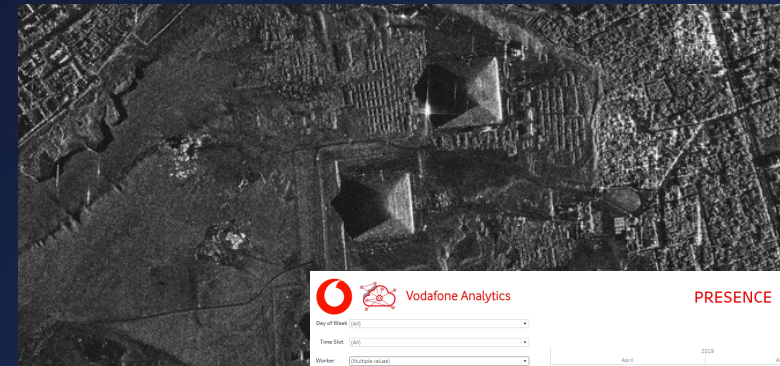 Vodafone Analytics
PRESENCE
Day of Week (All)
Time Slot (All)
Worker (Multiple values)
2019
April
A